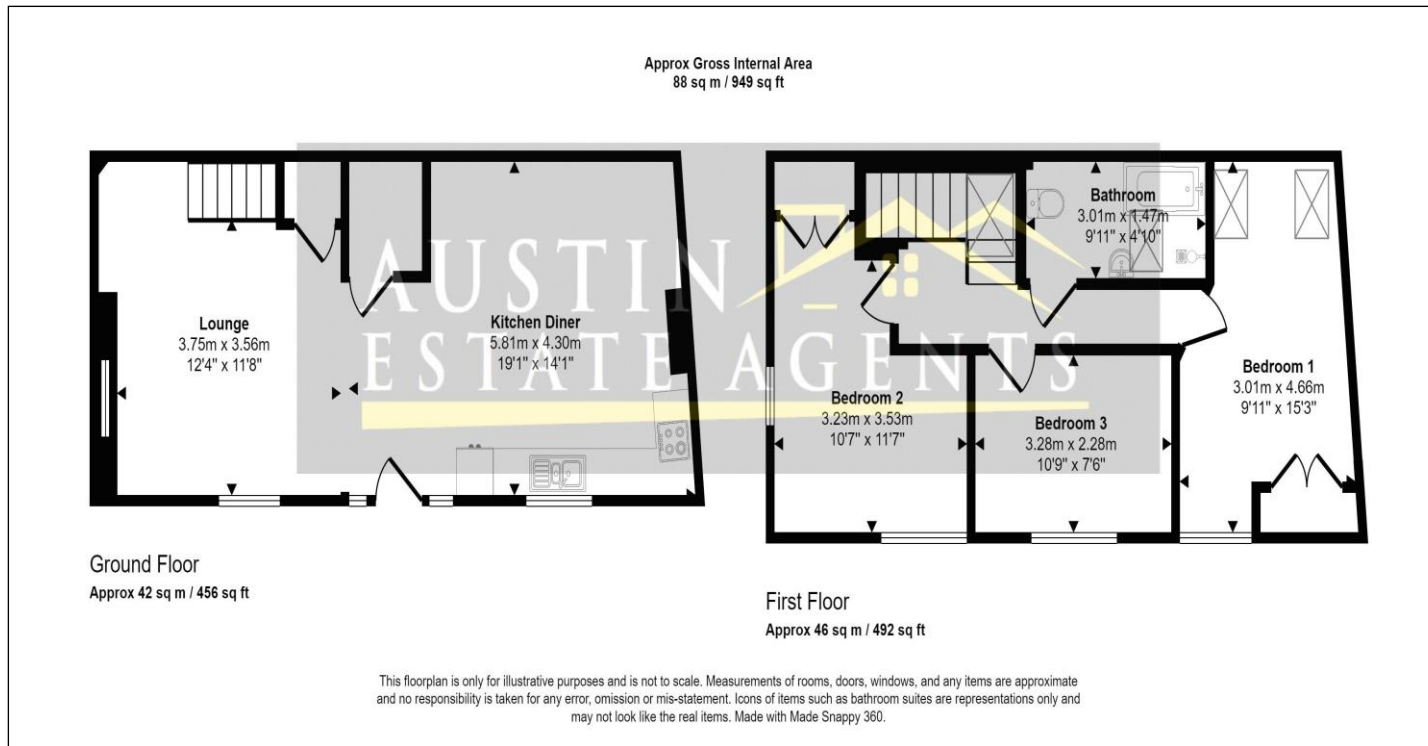 Approx Gross Internal Area
88 sq m / 949 sq ft
AUSTIN
ESTATE AGENTS
Lounge
3.75m x 3.56m
12'4" x 11'8"
Kitchen Diner
5.81m x 4.30m
19'1" x 14'1"
Ground Floor
Approx 42 sq m / 456 sq ft
Bathroom
3.01m x 1.47m
9'11" x 4'10"
Bedroom 1
3.01m x 4.66m
9'11" x 15'3"
Bedroom 2
3.23m x 3.53m
10'7" x 11'7"
Bedroom 3
3.28m x 2.28m
10'9" x 7'6"
First Floor
Approx 46 sq m / 492 sq ft
This floorplan is only for illustrative purposes and is not to scale. Measurements of rooms, doors, windows, and any items are approximate
and no responsibility is taken for any error, omission or mis-statement. Icons of items such as bathroom suites are representations only and
may not look like the real items. Made with Made Snappy 360.